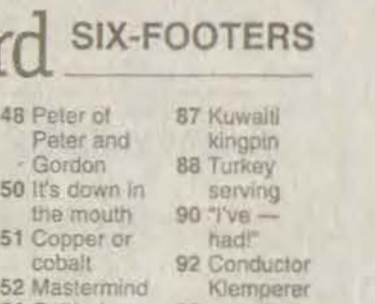 rd SIX-FOOTERS
48 Peter of
Peter and
Gordon
50 It's down in
the mouth
51 Copper or
cobalt
52 Mastermind
87 Kuwaiti
kingpin
88 Turkey
serving
90 "I've —
had!"
92 Conductor
Klemperer